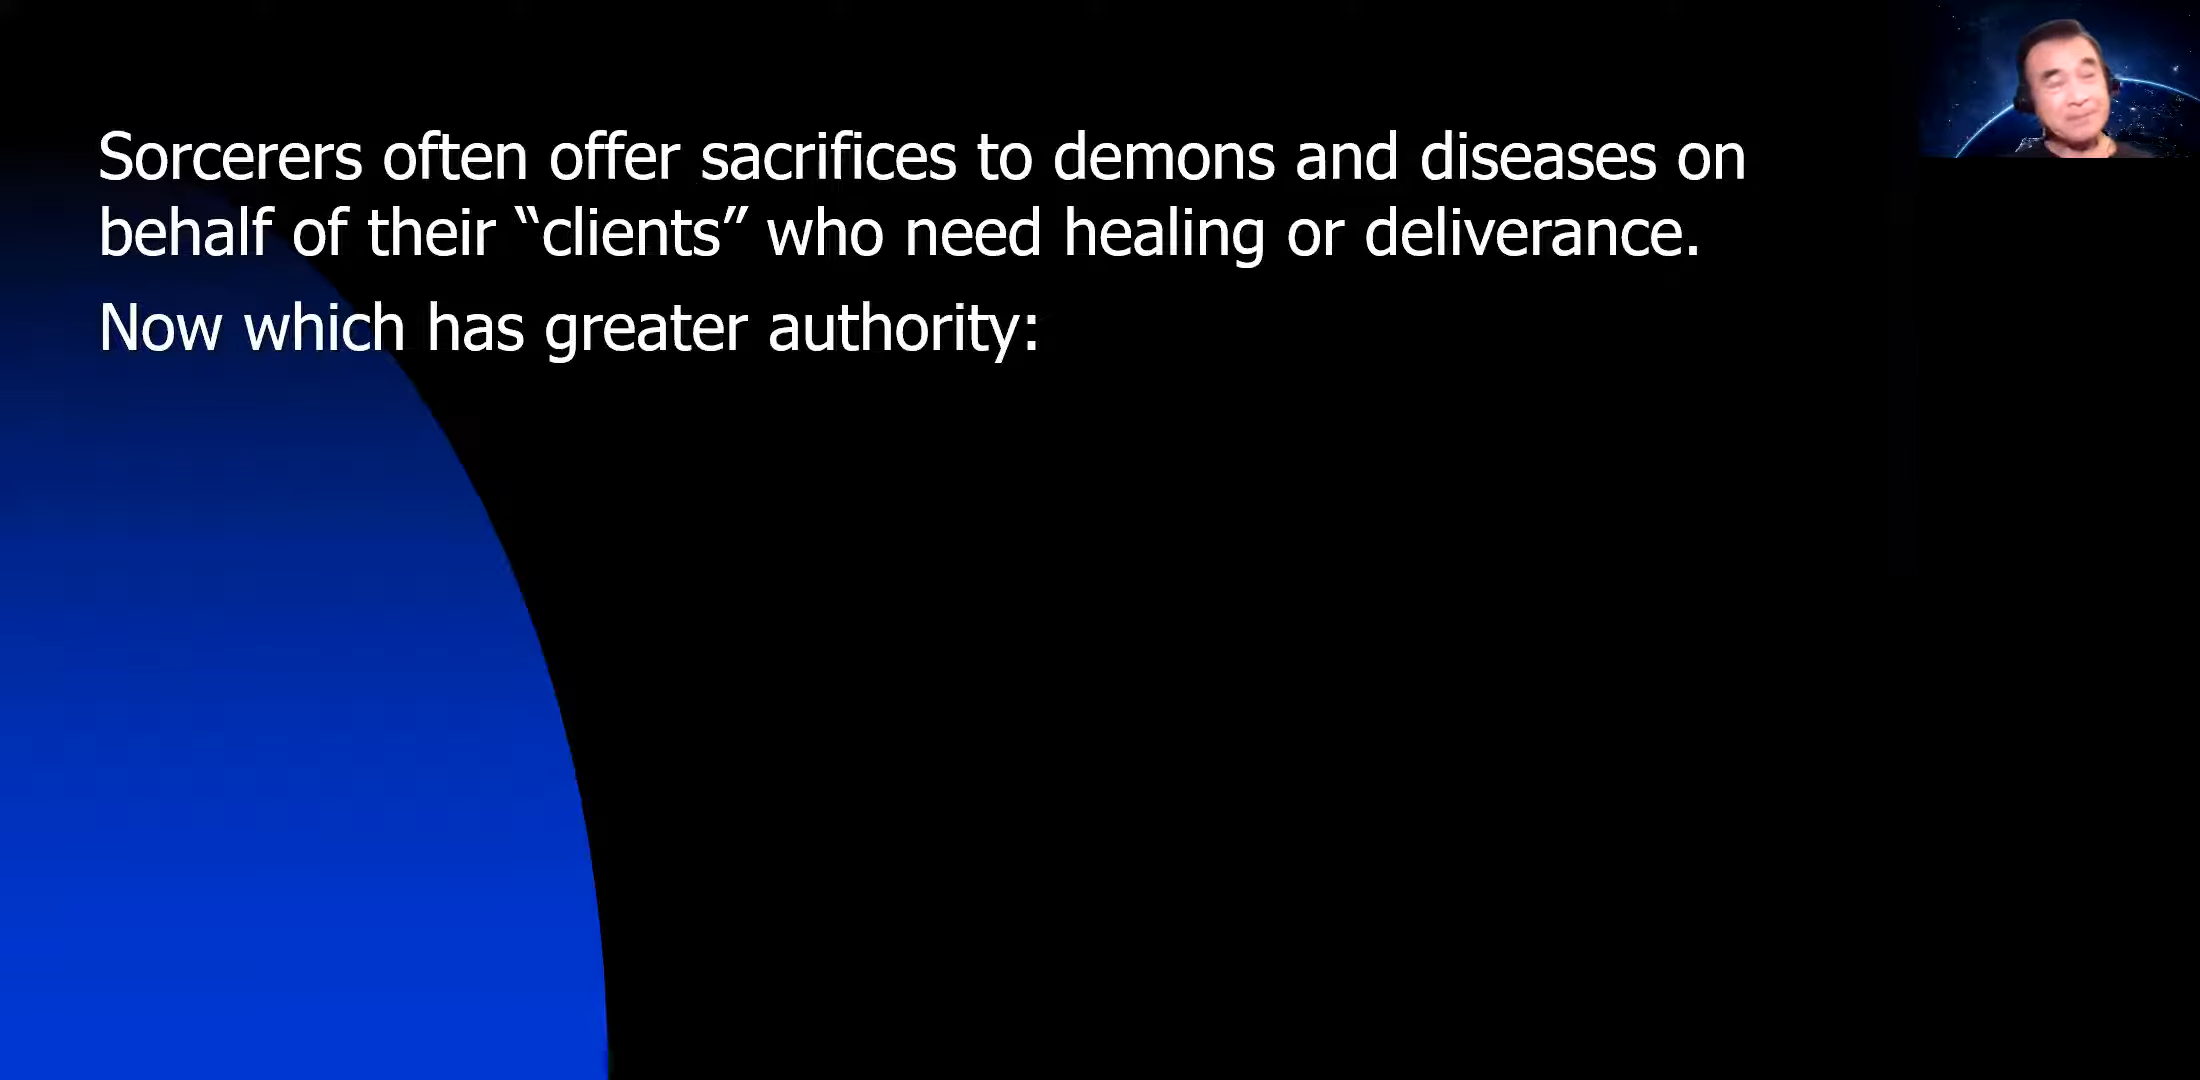 Sorcerers often offer sacrifices to demons and diseases on
behalf of their “clients” who need healing or deliverance.
Now which has greater authority: